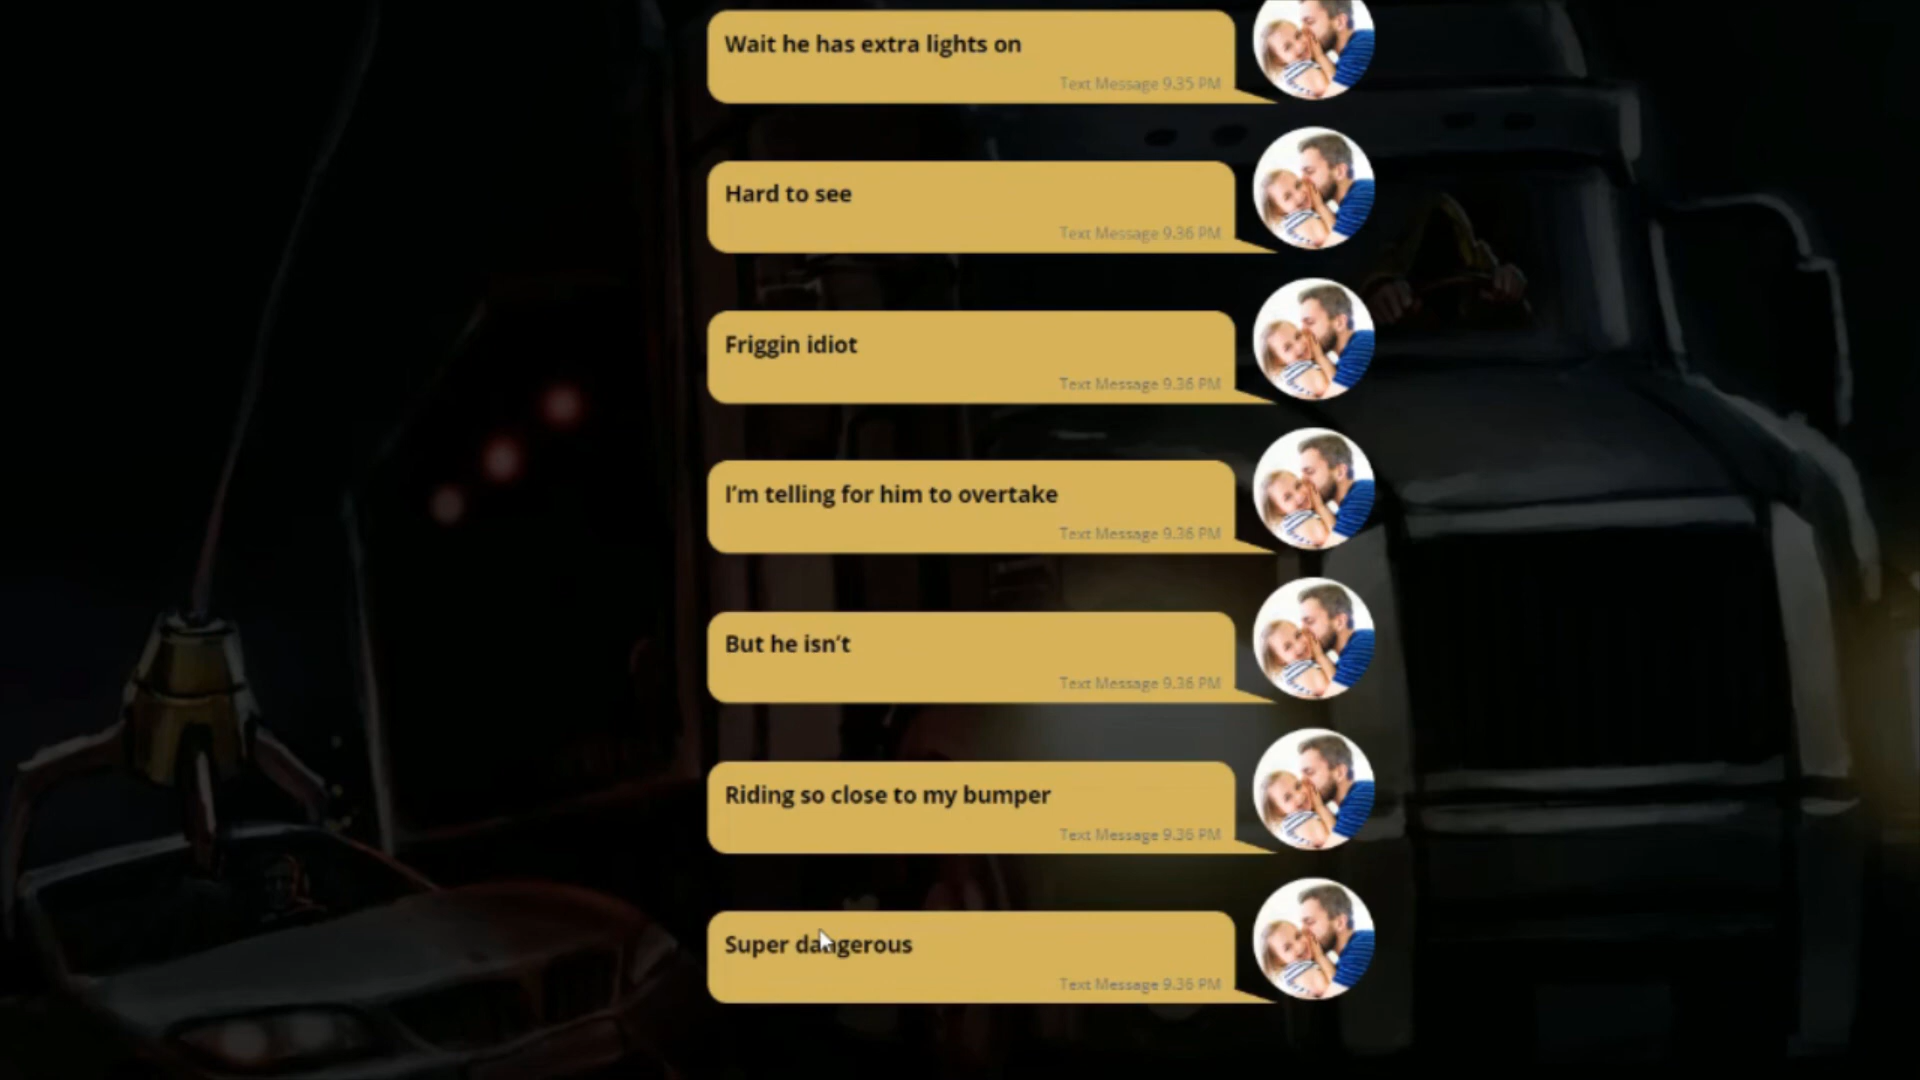 Wait he has extra lights on
Text Message 9.35 PM
Hard to see
Text Message 9.36 PM
Friggin idiot
Text Message 9.36 PM
I’m telling for him to overtake
Text Message 9.36 PM
But he isn’t
Text Message 9.36 PM
Riding so close to my bumper
Text Message 9.36 PM
Super dangerous
Text Message 9.36 PM